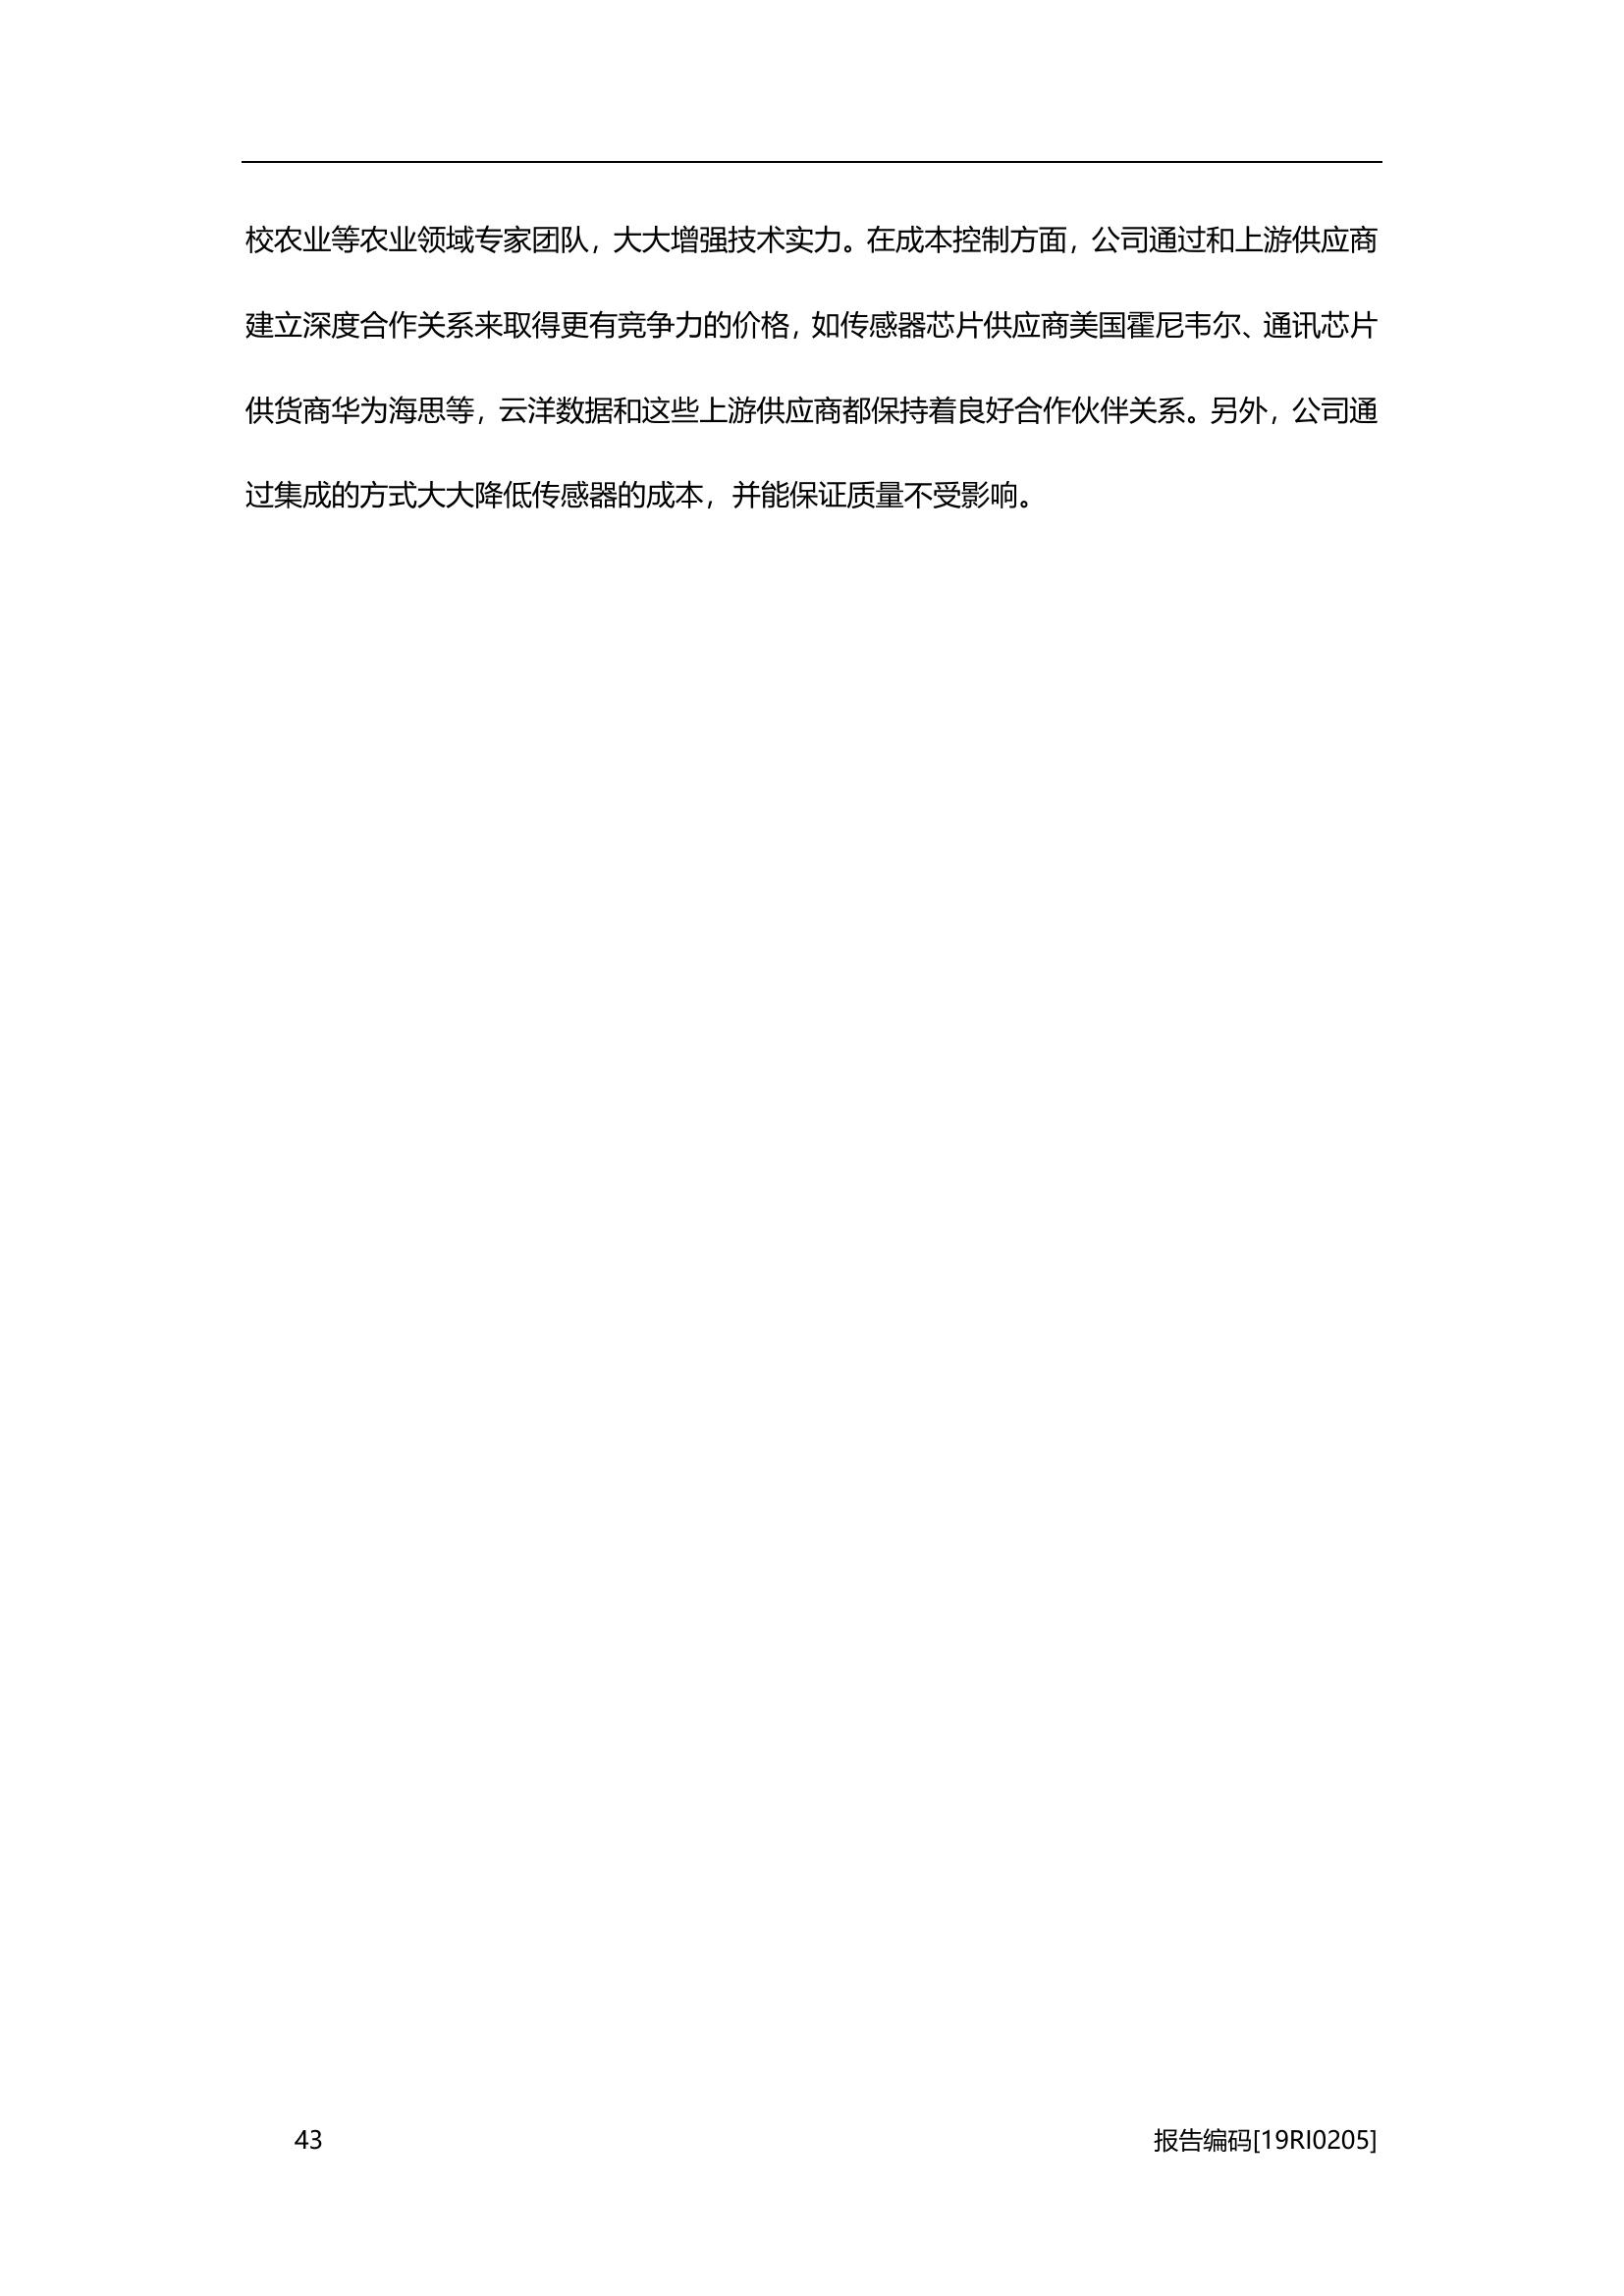 校农业等农业领域专家团队，大大增强技术实力。在成本控制方面，公司通过和上游供应商
建立深度合作关系来取得更有竞争力的价格，如传感器芯片供应商美国霍尼韦尔、通讯芯片
供货商华为海思等，云洋数据和这些上游供应商都保持着良好合作伙伴关系。另外，公司通
过集成的方式大大降低传感器的成本，并能保证质量不受影响。
43 报告编码[19RI0205]